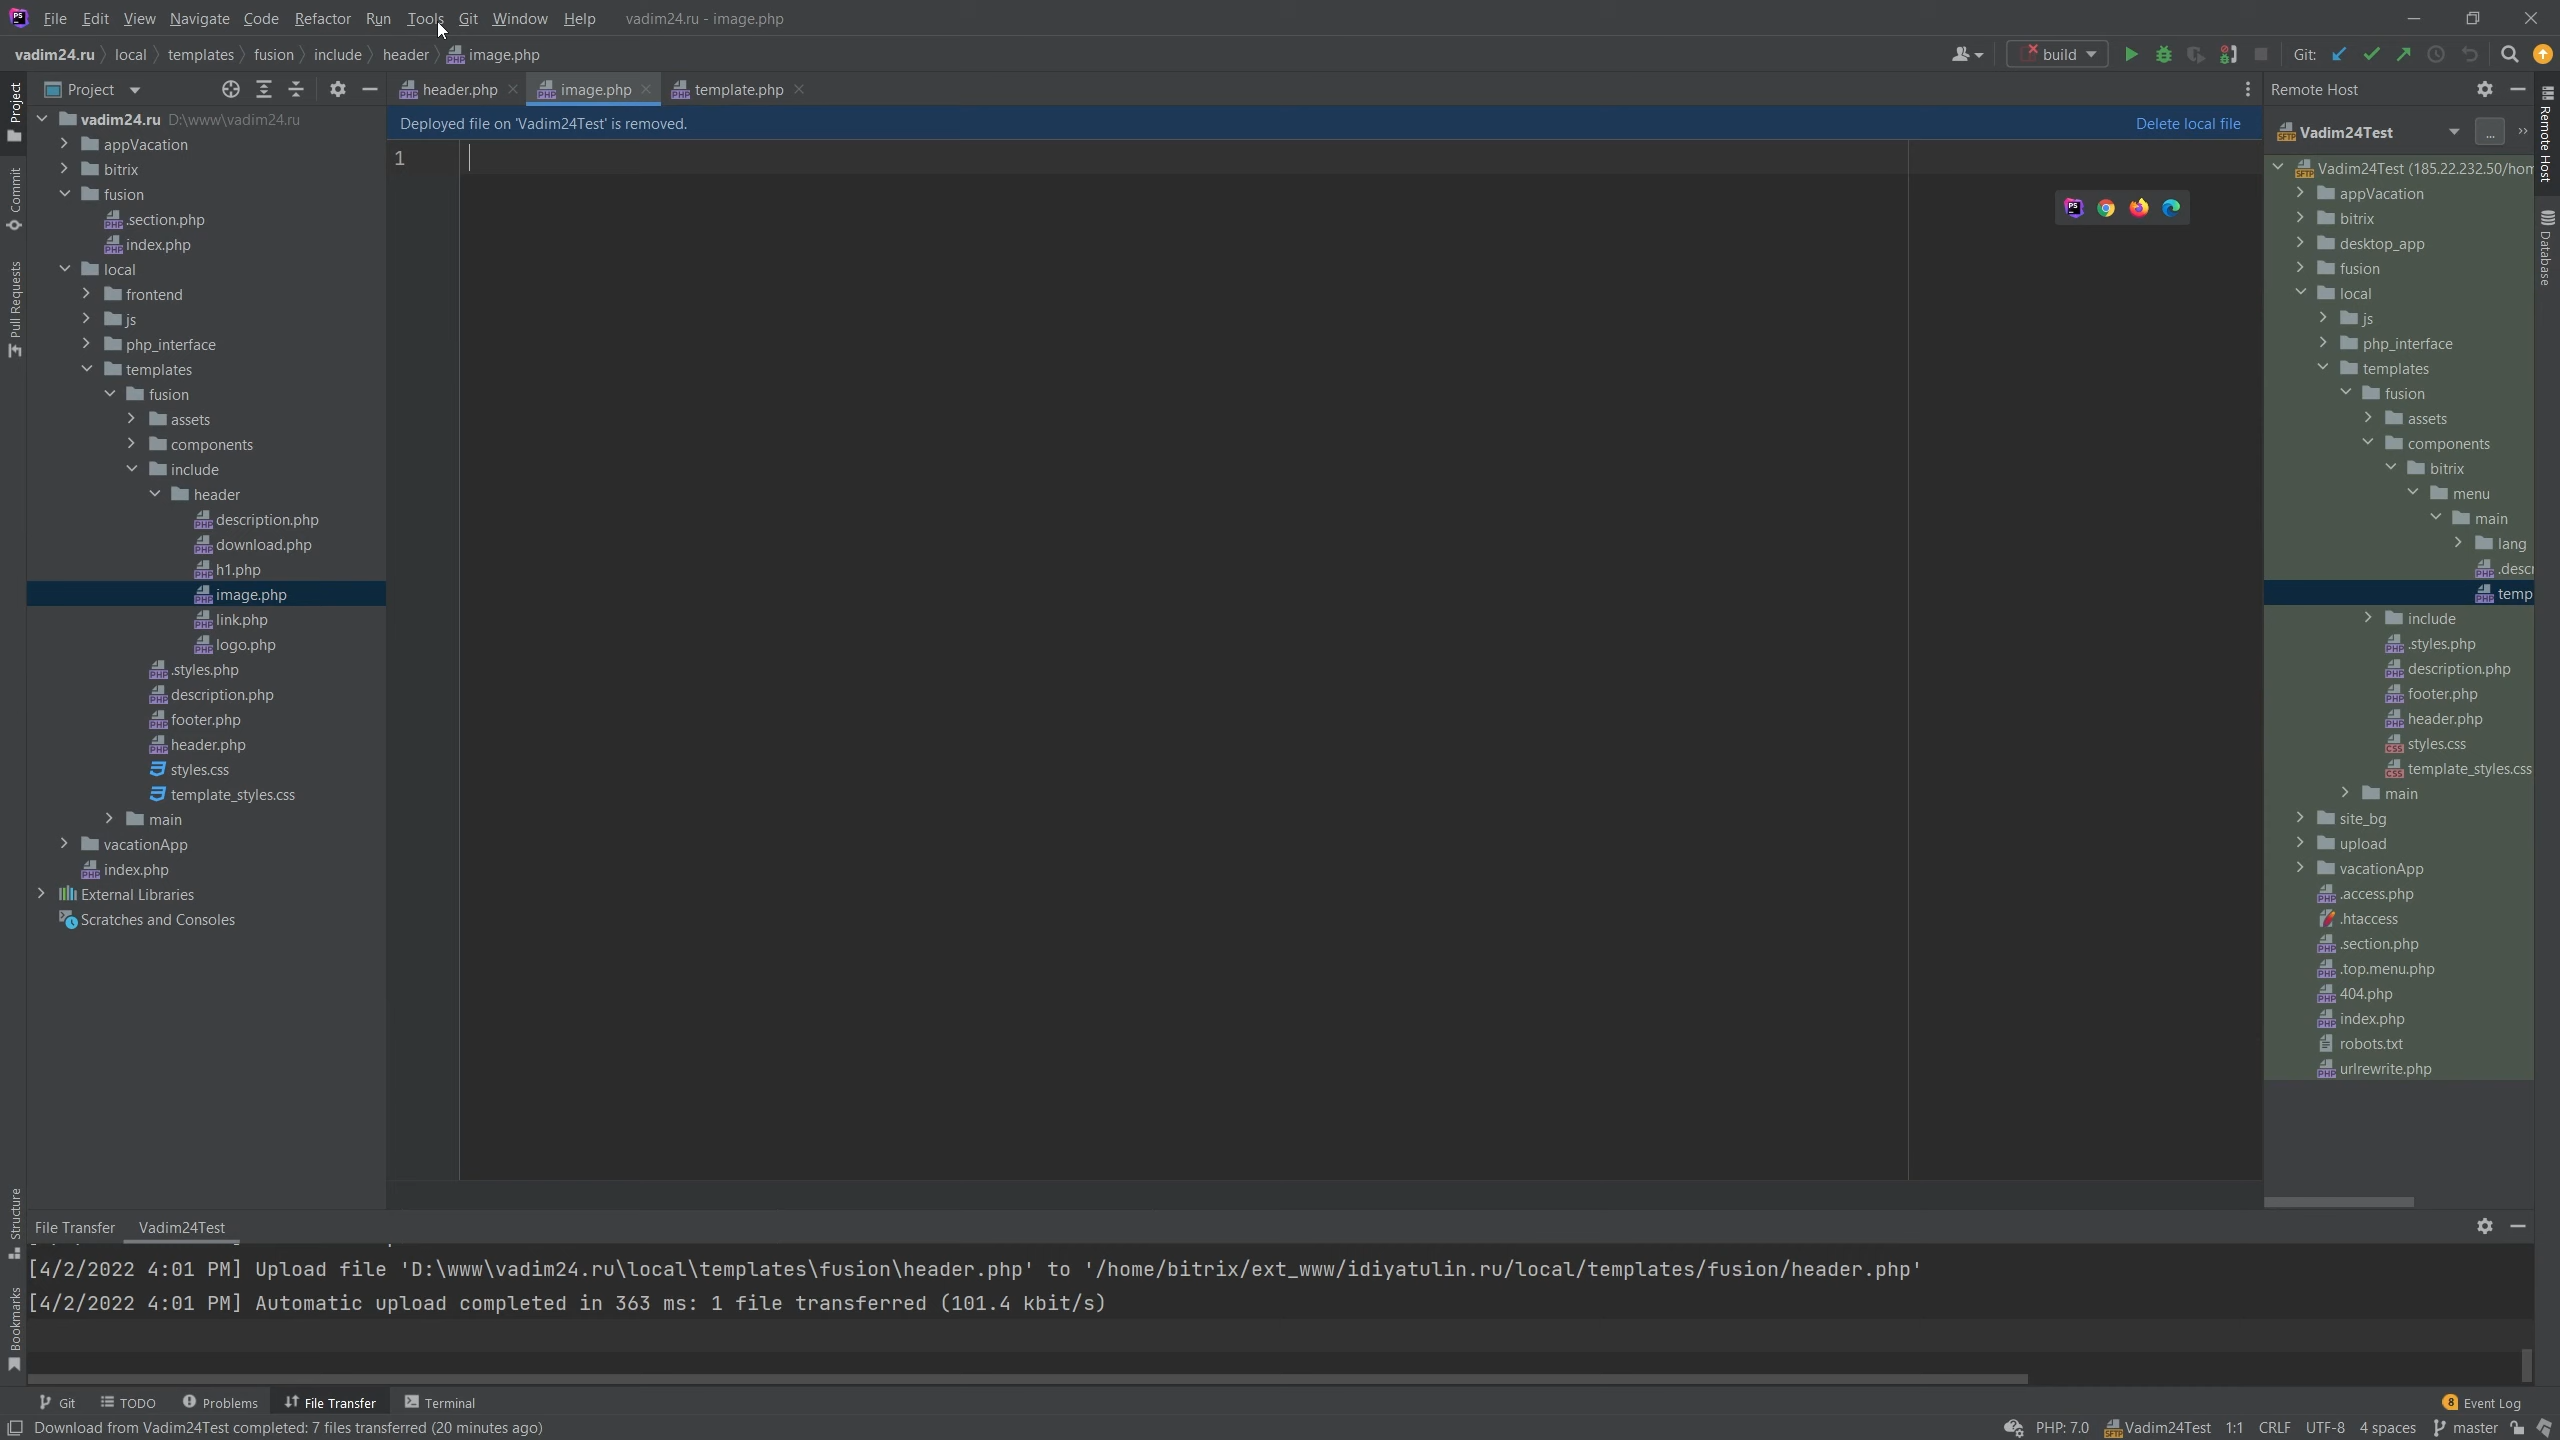 File Edit View Navigate Code Refactor Run Tools Git Window Help vadim24.ru - image.php
vadim24.ru local templates fusion include header image.php
build
Git:
Project
header.php
image.php
template.php
Remote Host
Deployed file on 'Vadim24Test' is removed.
Delete local file
Project
Commit
Pull Requests
Structure
Bookmarks
vadim24.ru D:\www\vadim24.ru
appVacation
bitrix
fusion
.section.php
index.php
local
frontend
js
php_interface
templates
fusion
assets
components
include
header
description.php
download.php
h1.php
image.php
link.php
logo.php
.styles.php
description.php
footer.php
header.php
styles.css
template_styles.css
main
vacationApp
index.php
External Libraries
Scratches and Consoles
1
Vadim24Test
...
Vadim24Test (185.22.232.50/hom
appVacation
bitrix
desktop_app
fusion
local
js
php_interface
templates
fusion
assets
components
bitrix
menu
main
lang
.descr
temp
include
.styles.php
description.php
footer.php
header.php
styles.css
template_styles.css
main
site_bg
upload
vacationApp
.access.php
.htaccess
.section.php
.top.menu.php
404.php
index.php
robots.txt
urlrewrite.php
Remote Host
Database
File Transfer Vadim24Test
[4/2/2022 4:01 PM] Upload file 'D:\www\vadim24.ru\local\templates\fusion\header.php' to '/home/bitrix/ext_www/idiyatulin.ru/local/templates/fusion/header.php'
[4/2/2022 4:01 PM] Automatic upload completed in 363 ms: 1 file transferred (101.4 kbit/s)
Git TODO Problems File Transfer Terminal
8 Event Log
Download from Vadim24Test completed: 7 files transferred (20 minutes ago)
PHP: 7.0 Vadim24Test 1:1 CRLF UTF-8 4 spaces master